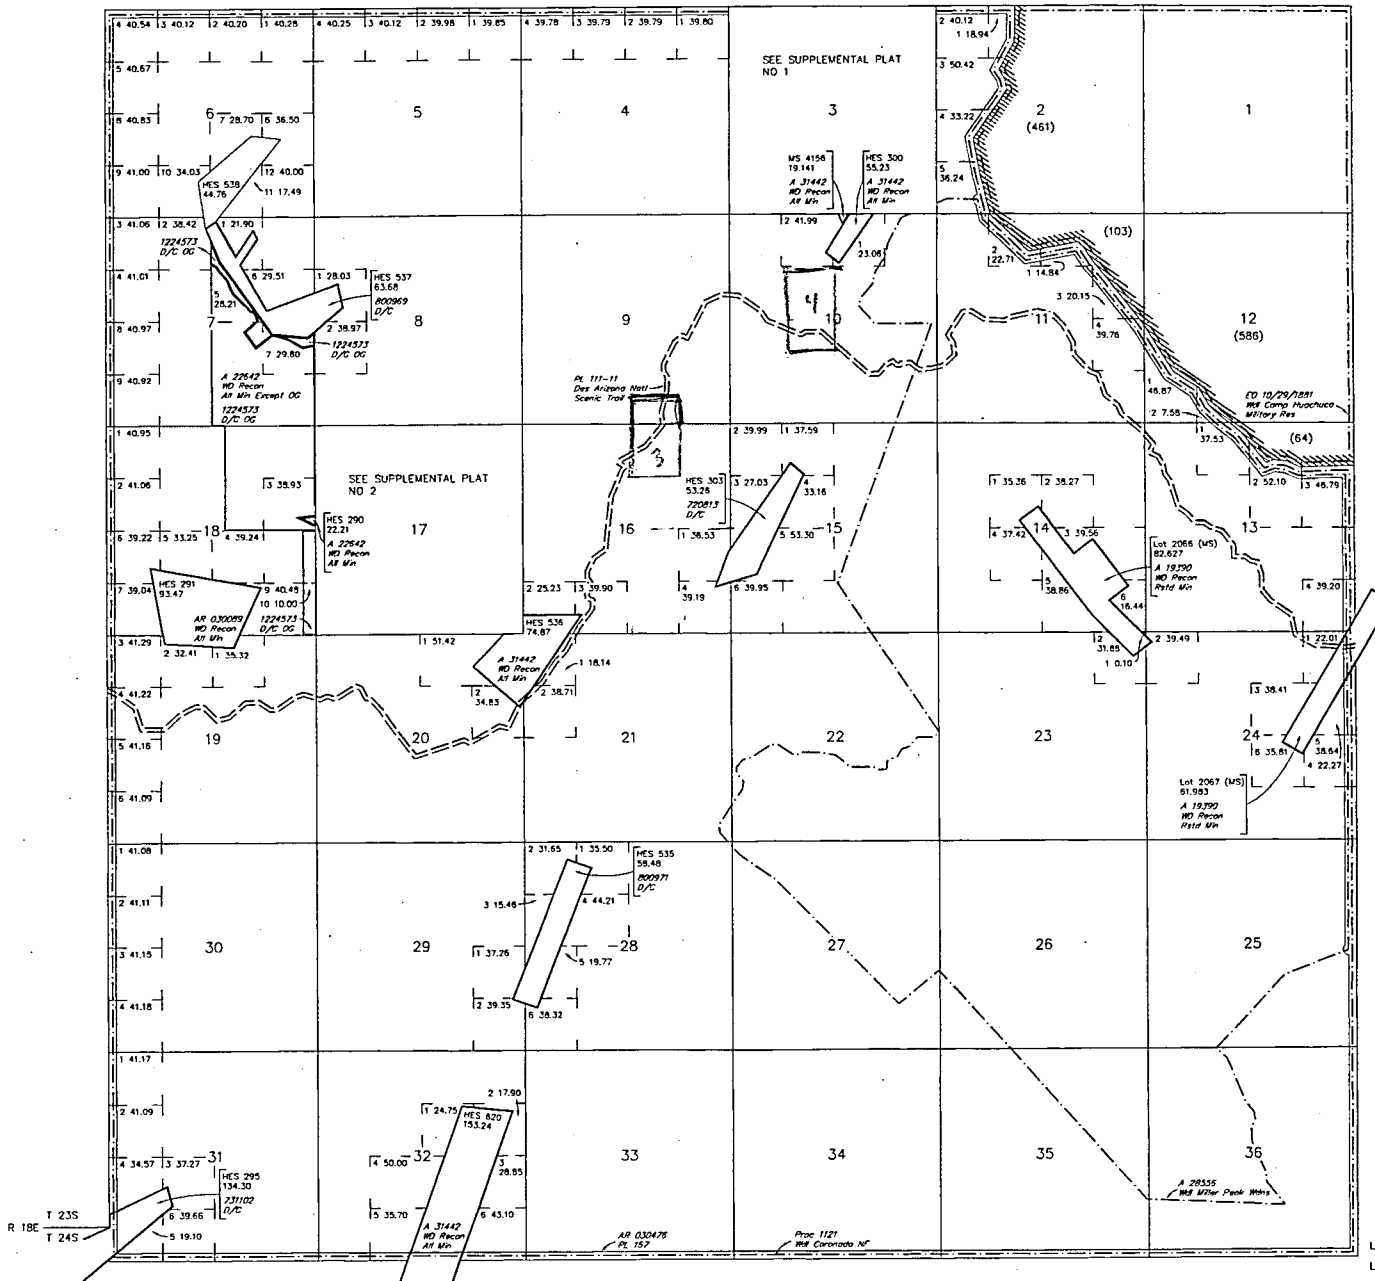 4 40.54 3 40.12 2 40.20 1 40.28 4 40.25 3 40.12 2 39.98 1 39.85 4 39.78 3 39.79 2 39.79 1 39.80
2 40.12
1 18.94
SEE SUPPLEMENTAL PLAT
NO 1
5 40.67
3 50.42
6 5 4 3 2 1
(461)
8 40.83
7 28.70 6 36.50
4 33.22
9 41.00 10 34.03 12 40.00
11 17.49
HES 538
44.76
MS 4156
19.141
A 31442
WD Recon
All Min
HES 300
55.23
A 31442
WD Recon
All Min
5
36.24
3 41.06 2 38.42 1 21.90
2 41.99
1
23.06
(103)
2
22.71
1 14.84
1224573
D/C OG
4 41.01
6 29.51 1 28.03
HES 537
63.68
800969
D/C
5
28.21
4
3 20.15
8 40.97
7 8 9 10 11 12
(586)
2 38.97
4
39.76
7 29.80
1224573
D/C OG
9 40.92
A 22642
WD Recon
All Min Except OG
1224573
D/C OG
PL 111-11
Des Arizona Natl
Scenic Trail
1
46.87
2 7.58
ED 10/29/1881
Wdl Camp Huachuca
Military Res
1 40.95
2 39.99 1 37.59
1
37.53
(64)
3
2 41.06
3 38.93
SEE SUPPLEMENTAL PLAT
NO 2
HES 303
53.26
720813
D/C
3 27.03
4
33.16
1 35.36 2 38.27
2 52.10 3 46.79
HES 290
22.21
A 22642
WD Recon
All Min
18 17 16 15 14 13
6 39.22 5 33.25 4 39.24
1 36.53
5 53.30
4 37.42 3 39.56
Lot 2066 (MS)
82.627
A 19390
WD Recon
Rstd Min
7 39.04
HES 291
93.47
9 40.48
10 10.00
2 25.23 3 39.90
4
39.19
6 39.95
5
38.86
6
16.44
4 39.20
AR 030089
WD Recon
All Min
1224573
D/C OG
HES 536
74.87
3 41.29
2 32.41 1 35.32
1 51.42
A 31442
WD Recon
All Min
1 18.14
2
31.88
1 0.10
2 39.49
1 22.01
4 41.22
2
34.83
2 38.71
3 38.41
5 41.16
19 20 21 22 23 24
6 35.81
5
38.64
4 22.27
6 41.09
Lot 2067 (MS)
61.983
A 19390
WD Recon
Rstd Min
1 41.08
2 31.65 1 35.50
HES 535
58.48
800971
D/C
2 41.11
3 15.46 4 44.21
3 41.15
30 29 28 27 26 25
1 37.26
5 19.77
4 41.18
2 39.35
6 38.32
1 41.17
2 17.90
2 41.09
1 24.75
HES 620
153.24
4 34.57 3 37.27
31 32 33 34 35 36
4 50.00
3
28.85
HES 295
134.30
731102
D/C
A 28555
Wdl Miller Peak Wdns
6 39.66
5 35.70 6 43.10
T 23S
R 18E
T 24S
5 19.10
A 31442
WD Recon
All Min
AR 030476
PL 157
Proc 1121
Wdl Coronado NF